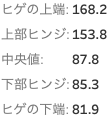 ヒゲの上端: 168.2
上部ヒンジ: 153.8
中央値: 87.8
下部ヒンジ: 85.3
ヒゲの下端: 81.9